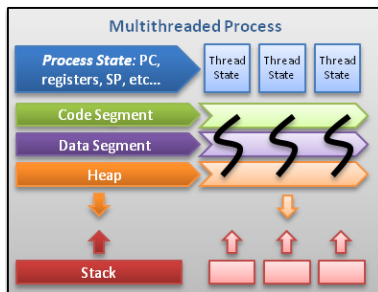 Multithreaded Process
Process State: PC,
registers, SP, etc...
Thread
State
Thread
State
Thread
State
Code Segment
Data Segment
Heap
Stack